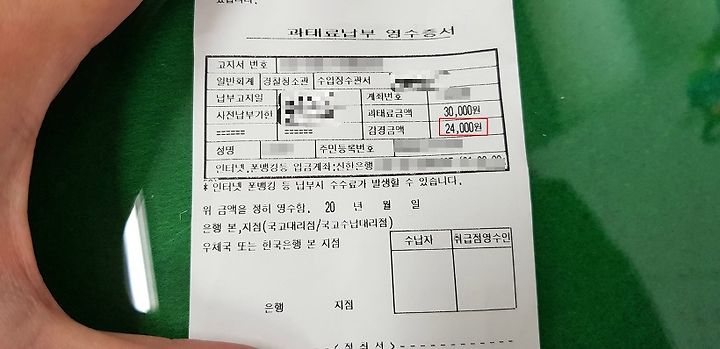 과태료납부 영수증서
고지서 번호
일반회계 경찰청소관 수입징수관서
납부고지일 계좌번호
사전납부기한 과태료금액 30,000원
====== ====== 감경금액 24,000원
성명 주민등록번호
인터넷.폰뱅킹등 입금계좌:신한은행
* 인터넷 폰뱅킹 등 납부시 수수료가 발생할 수 있습니다.
위 금액을 정히 영수함. 20 년 월 일
은행 본,지점(국고대리점/국고수납대리점)
우체국 또는 한국은행 본 지점
수납지 취급점영수인
은행 지점